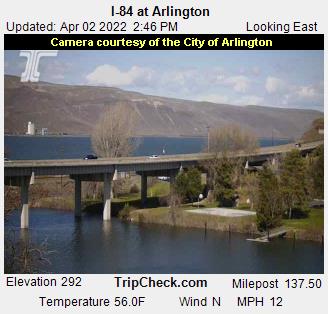 I-84 at Arlington
Updated: Apr 02 2022 2:46 PM Looking East
Camera courtesy of the City of Arlington
Elevation 292 TripCheck.com Milepost 137.50
Temperature 56.0F Wind N MPH 12